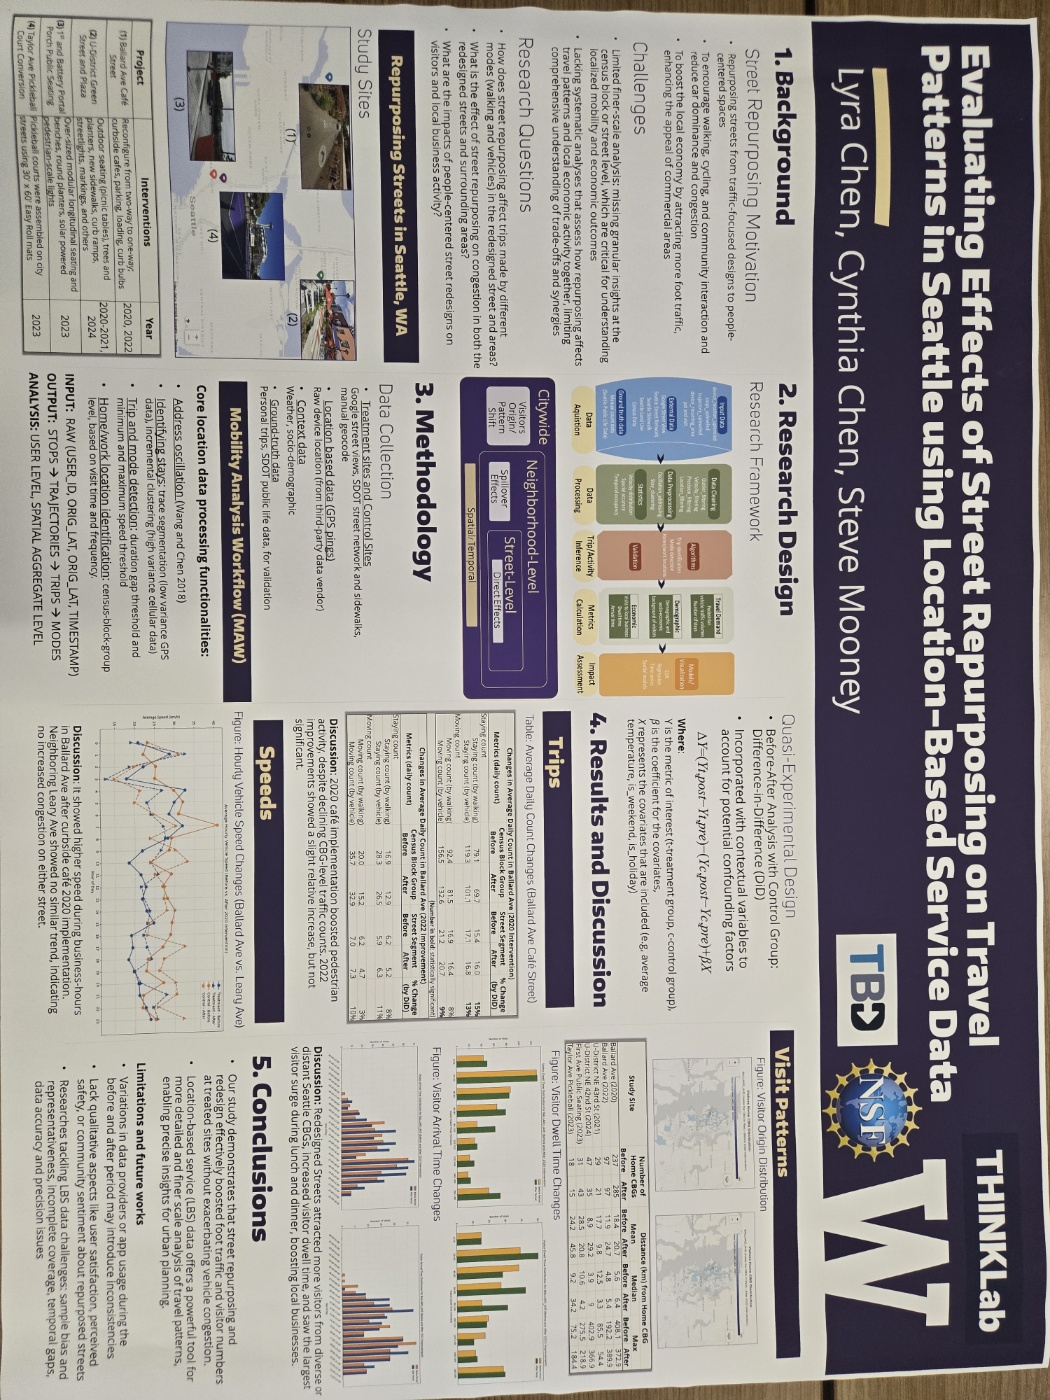 Evaluating Effects of Street Repurposing on Travel
Patterns in Seattle using Location-Based Service Data
Lyra Chen, Cynthia Chen, Steve Mooney
THINKLab
W
TBD
NSF
1. Background
Street Repurposing Motivation
• Repurposing streets from traffic-focused designs to people-
centered spaces
• To encourage walking, cycling, and community interaction and
reduce car dominance and congestion
• To boost the local economy by attracting more foot traffic,
enhancing the appeal of commercial areas
Challenges
• Limited finer-scale analysis: missing granular insights at the
census block or street level, which are critical for understanding
localized mobility and economic outcomes
• Lacking systematic analyses that assess how repurposing affects
travel patterns and local economic activity together, limiting
comprehensive understanding of trade-offs and synergies
Research Questions
• How does street repurposing affect trips made by different
modes (walking and vehicles) in the redesigned street and areas?
• What is the effect of street repurposing on congestion in both the
redesigned streets and surrounding areas?
• What are the impacts of people-centered street redesigns on
visitors and local business activity?
Repurposing Streets in Seattle, WA
Study Sites
(1)
(2)
(4)
(3)
Seattle
Project Interventions Year
(1) Ballard Ave Café Street Reconfigure from two-way to one-way; curbside cafes, parking, loading, curb bulbs 2020, 2022
(2) U-District Green Street and Plaza Outdoor seating (picnic tables), trees and planters, new sidewalks, curb ramps, streetlights, markings, and others 2020-2021, 2024
(3) 1st and Battery Portal Porch Public Seating Over-sized modular longitudinal seating and benches, round planters, solar powered pedestrian-scale lights 2023
(4) Taylor Ave Pickleball Court Conversion Pickleball courts were assembled on city streets using 30' x 60' Easy Roll mats 2023
2. Research Design
Research Framework
Input Data
External Data
Google Street View
Seattle Street Network
Seattle Sidewalk
Seattle Land Use
Census Data
Ground truth data
Manual count data
(Seattle Public Life Data)
Data Cleaning
Data Preprocessing
Statistics
Algorithms
Validation
Travel Demand
Demographic
Economic
Models/
Visualization
Data
Aquistion
Data
Processing
Trip/Activity
Inference
Metrics
Calculation
Impact
Assessment
Citywide
Visitors
Origin/
Pattern
Shift
Neighborhood-Level
Spillover
Effects
Street-Level
Direct Effects
Spatial/Temporal
3. Methodology
Data Collection
• Treatment sites and Control Sites
Google street views, SDOT street network and sidewalks,
manual geocode
• Location based data (GPS pings)
Raw device location (from third-party data vendor)
• Context data
Weather, socio-demographic
• Ground-truth data
Personal trips, SDOT public life data, for validation
Mobility Analysis Workflow (MAW)
Core location data processing functionalities:
• Address oscillation (Wang and Chen 2018)
• Identifying stays: trace segmentation (low variance GPS
data), incremental clustering (high variance cellular data)
• Trip and mode detection: duration gap threshold and
minimum and maximum speed threshold
• Home/work location identification: census-block-group
level, based on visit time and frequency.
INPUT: RAW (USER_ID, ORIG_LAT, ORIG_LAT, TIMESTAMP)
OUTPUT: STOPS → TRAJECTORIES → TRIPS → MODES
ANALYSIS: USER LEVEL, SPATIAL AGGREGATE LEVEL
Quasi-Experimental Design
• Before-After Analysis with Control Group:
Difference-in-Difference (DiD)
• Incorporated with contextual variables to
account for potential confounding factors
ΔY=(Yt,post−Yt,pre)−(Yc,post−Yc,pre)+βX
Where:
Y is the metric of interest (t-treatment group, c-control group),
β is the coefficient for the covariates,
X represents the covariates that are included (e.g, average
temperature, is_weekend, is_holiday)
4. Results and Discussion
Trips
Table: Average Daily Count Changes (Ballard Ave Café Street)
Changes in Average Daily Count in Ballard Ave (2020 Intervention)
Metrics (daily count) Census Block Group Street Segment % Change
Before After Before After (by DiD)
Staying count
Staying count (by walking) 79.1 69.7 15.4 16.0 15%
Staying count (by vehicle) 119.3 101.1 17.1 16.8 13%
Moving count
Moving count (by walking) 92.4 81.5 16.9 16.4 8%
Moving count (by vehicle) 156.5 132.6 21.2 20.7 9%
(Number in bold: statistically significant)
Changes in Average Daily Count in Ballard Ave (2022 Improvement)
Metrics (daily count) Census Block Group Street Segment % Change
Before After Before After (by DiD)
Staying count
Staying count (by walking) 16.9 12.9 6.2 5.2 8%
Staying count (by vehicle) 28.3 26.5 5.9 6.3 11%
Moving count
Moving count (by walking) 20.0 15.2 6.2 4.7 3%
Moving count (by vehicle) 35.7 32.9 7.0 7.3 10%
Discussion: 2020 café implementation boosted pedestrian
activity, despite declining CBG-level traffic counts. 2022
improvements showed a slight relative increase, but not
significant.
Speeds
Figure: Hourly Vehicle Speed Changes (Ballard Ave vs. Leary Ave)
Average Hourly Vehicle Speed (Before vs. After 2020 Intervention)
Treatment - Before
Treatment - After
Control - Before
Control - After
Discussion: It showed higher speed during business-hours
in Ballard Ave after curbside café 2020 implementation.
Neighboring Leary Ave showed no similar trend, indicating
no increased congestion on either street.
Visit Patterns
Figure: Visitor Origin Distribution
Study Site Number of Home CBGs Distance (km) from Home CBG
Mean Median Max
Before After Before After Before After Before After
Ballard Ave (2020) 237 285 18.4 20.7 5.6 6.4 408.1 372.9
Ballard Ave (2022) 97 97 11.9 24.7 4.8 5.4 192.2 389.9
U-District NE 43rd St (2021) 29 21 17.7 9.8 12.5 3.3 85.5 54.4
U-District NE 42nd St (2024) 47 35 8.9 29.2 3.9 9 402.9 366.9
First Ave Public Seating (2023) 31 43 28.5 20.8 10.6 4.2 275.5 218.9
Taylor Ave Pickleball (2023) 18 15 24.2 45.8 9.2 34.2 75.2 184.4
Figure: Visitor Dwell Time Changes
Figure: Visitor Arrival Time Changes
Discussion: Redesigned Streets attracted more visitors from diverse or
distant Seattle CBGs, increased visitor dwell time, and saw the largest
visitor surge during lunch and dinner, boosting local businesses.
5. Conclusions
• Our study demonstrates that street repurposing and
redesign effectively boosted foot traffic and visitor numbers
at treated sites without exacerbating vehicle congestion.
• Location-based service (LBS) data offers a powerful tool for
more detailed and finer scale analysis of travel patterns,
enabling precise insights for urban planning.
Limitations and future works
• Variations in data providers or app usage during the
before and after period may introduce inconsistencies
• Lack qualitative aspects like user satisfaction, perceived
safety, or community sentiment about repurposed streets
• Researches tackling LBS data challenges: sample bias and
representativeness, incomplete coverage, temporal gaps,
data accuracy and precision issues